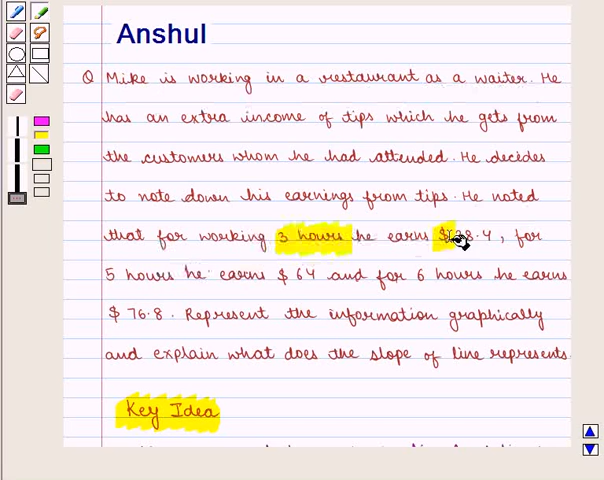 Anshul
Q Mike is working in a restaurant as a waiter. He
has an extra income of tips which he gets from
the customers whom he had attended. He decides
to note down his earnings from tips. He noted
that for working 3 hours he earns $38.4, for
5 hours he earns $64 and for 6 hours he earns
$76.8. Represent the information graphically
and explain what does the slope of line represents.
Key Idea